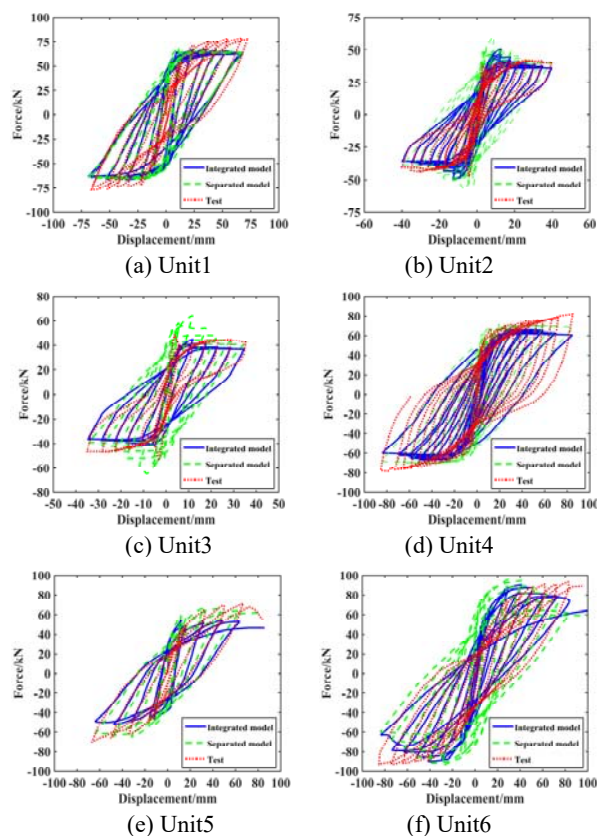 100
75
50
25
0
-25
-50
-75
-100
Force/kN
Integrated model
Separated model
Test
-100 -75 -50 -25 0 25 50 75 100
Displacement/mm
(a) Unit1
75
50
25
0
-25
-50
-75
Force/kN
Integrated model
Separated model
Test
-60 -40 -20 0 20 40 60
Displacement/mm
(b) Unit2
80
60
40
20
0
-20
-40
-60
-80
Force/kN
Integrated model
Separated model
Test
-50 -40 -30 -20 -10 0 10 20 30 40 50
Displacement/mm
(c) Unit3
100
80
60
40
20
0
-20
-40
-60
-80
-100
Force/kN
Integrated model
Separated model
Test
-100 -80 -60 -40 -20 0 20 40 60 80 100
Displacement/mm
(d) Unit4
100
80
60
40
20
0
-20
-40
-60
-80
-100
Force/kN
Integrated model
Separated model
Test
-100 -80 -60 -40 -20 0 20 40 60 80 100
Displacement/mm
(e) Unit5
100
80
60
40
20
0
-20
-40
-60
-80
-100
Force/kN
Integrated model
Separated model
Test
-100 -80 -60 -40 -20 0 20 40 60 80 100
Displacement/mm
(f) Unit6